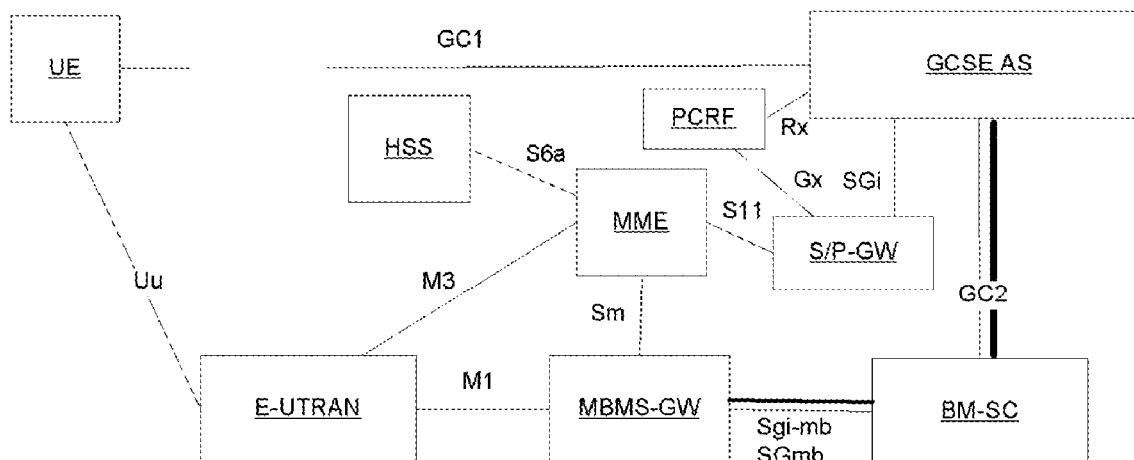 GC1
UE
GCSE AS
PCRF
Rx
HSS
S6a
Gx
SGi
MME
S11
S/P-GW
Uu
M3
Sm
GC2
M1
E-UTRAN
MBMS-GW
BM-SC
Sgi-mb
SGmb